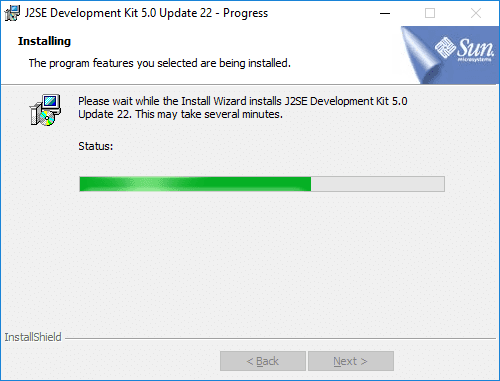 J2SE Development Kit 5.0 Update 22 - Progress
Installing
The program features you selected are being installed.
Sun
microsystems
Please wait while the Install Wizard installs J2SE Development Kit 5.0
Update 22. This may take several minutes.
Status:
InstallShield
< Back
Next >